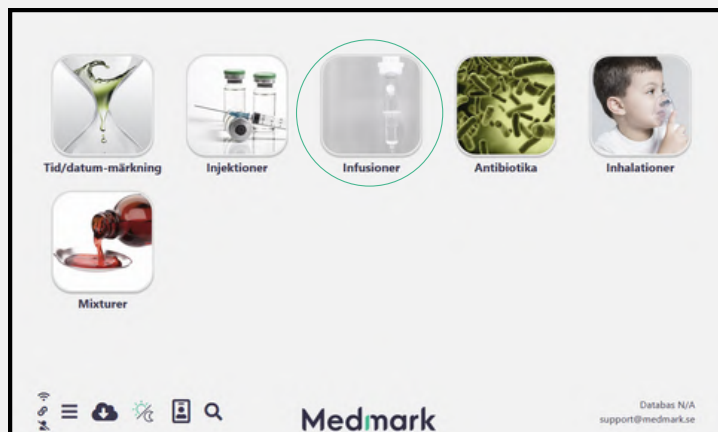 Tid/datum-märkning
Injektioner
Infusioner
Antibiotika
Inhalationer
Mixturer
Medmark
Databas N/A
support@medmark.se